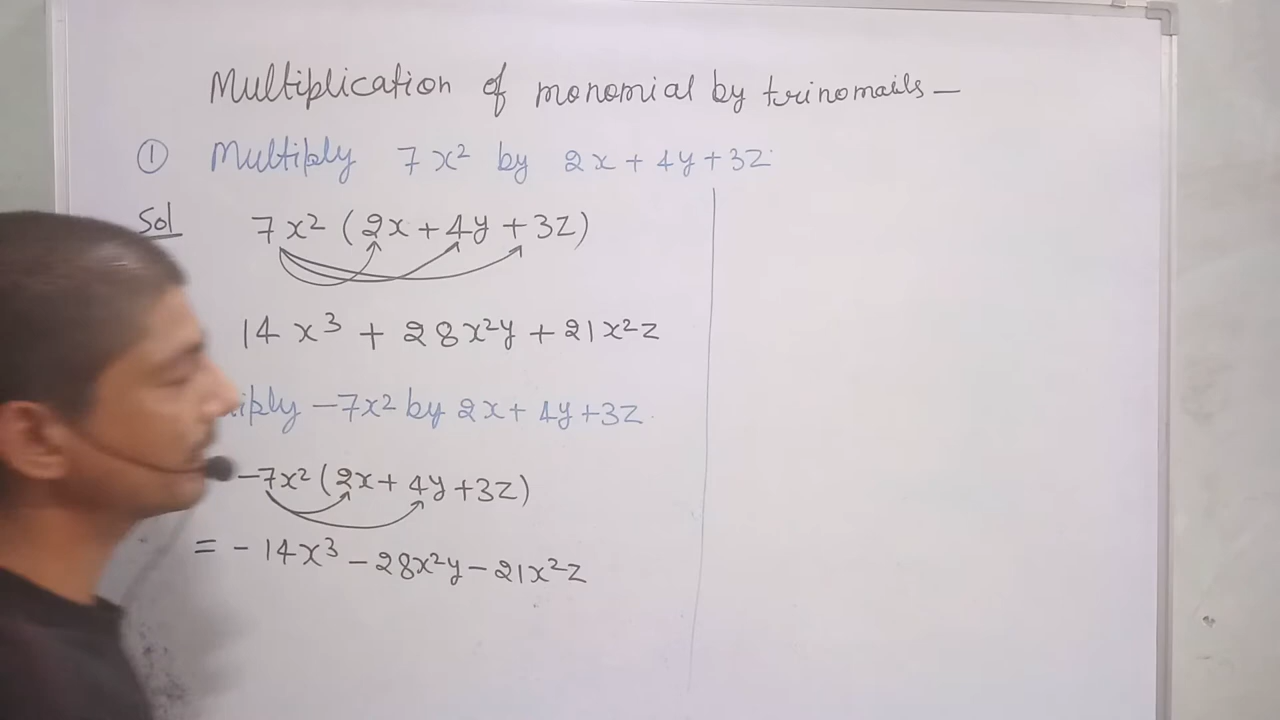 Multiplication of monomial by trinomails –
① Multiply 7x² by 2x + 4y + 3z
Sol 7x² (2x + 4y + 3z)
14x³ + 28x²y + 21x²z
-7x² by 2x + 4y + 3z
-7x² (2x + 4y + 3z)
= - 14x³ - 28x²y - 21x²z